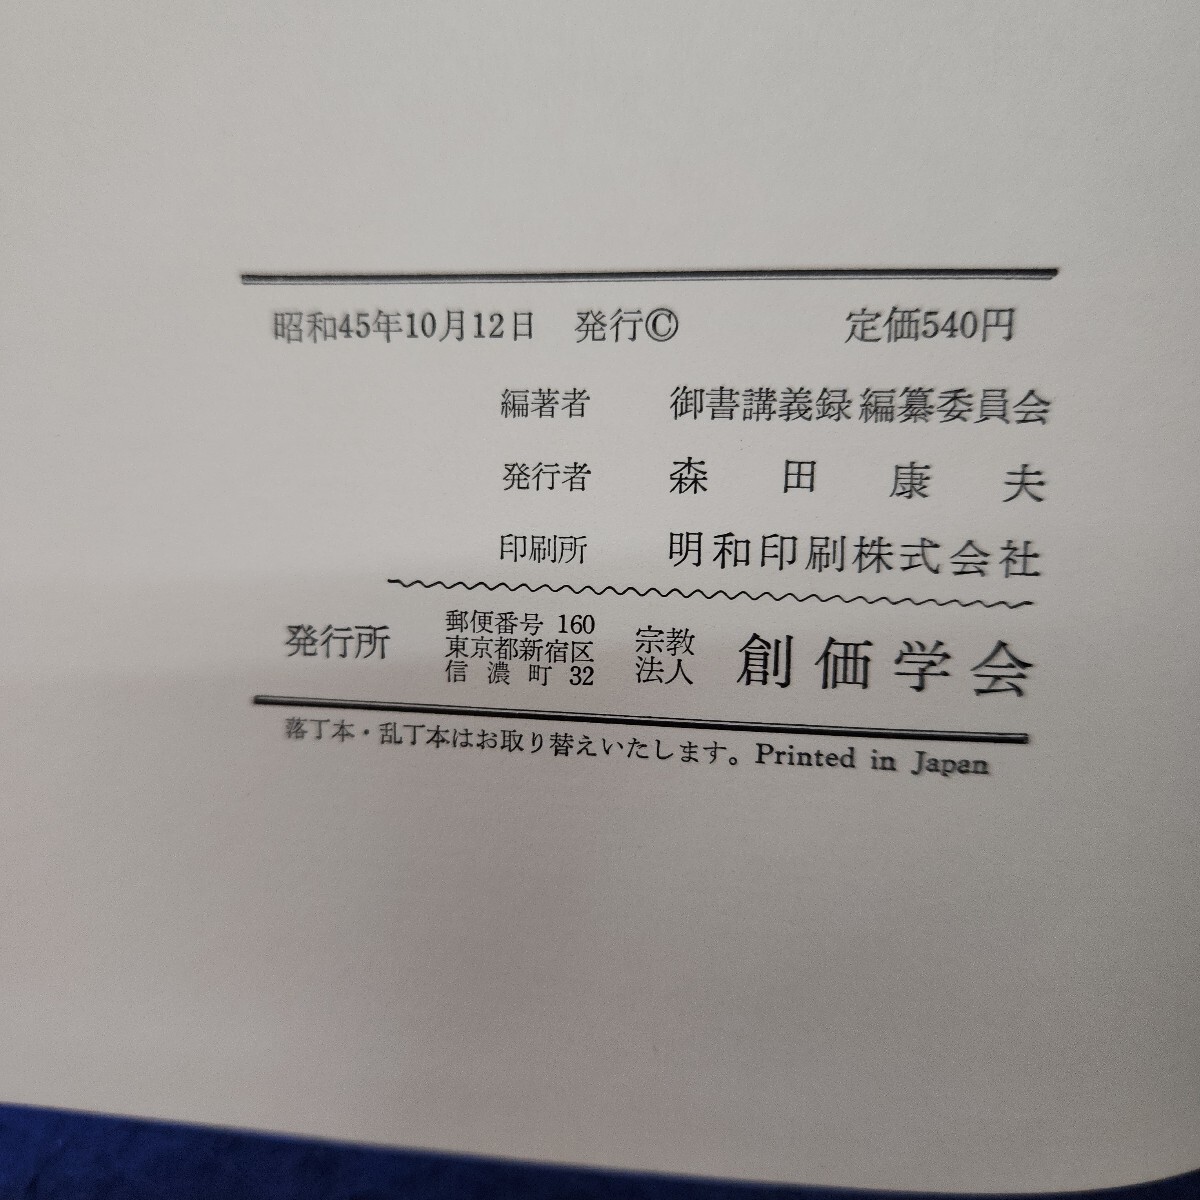 昭和45年10月12日　発行©　定価540円
編著者　御書講義録編纂委員会
発行者　森田康夫
印刷所　明和印刷株式会社
発行所　郵便番号 160
東京都新宿区
信濃町 32
宗教
法人
創価学会
落丁本・乱丁本はお取り替えいたします。Printed in Japan